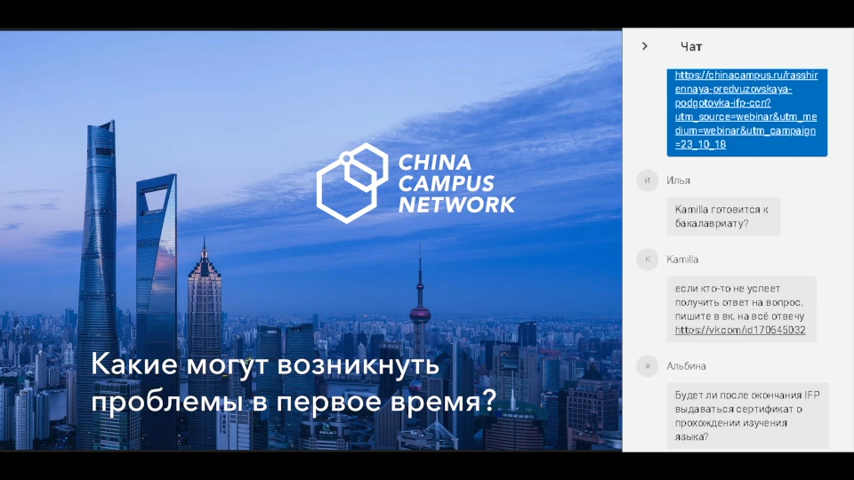 CHINA
CAMPUS
NETWORK
Какие могут возникнуть
проблемы в первое время?
Чат
https://chinacampus.ru/rasshir
ennaya-predvuzovskaya-
podgotovka-ifp-ccn?
utm_source=webinar&utm_me
dium=webinar&utm_campaign
=23_10_18
И
Илья
Kamilla готовится к
бакалавриату?
K
Kamilla
если кто-то не успеет
получить ответ на вопрос,
пишите в вк, на всё отвечу
https://vk.com/id170545032
А
Альбина
Будет ли после окончания IFP
выдаваться сертификат о
прохождении изучения
языка?